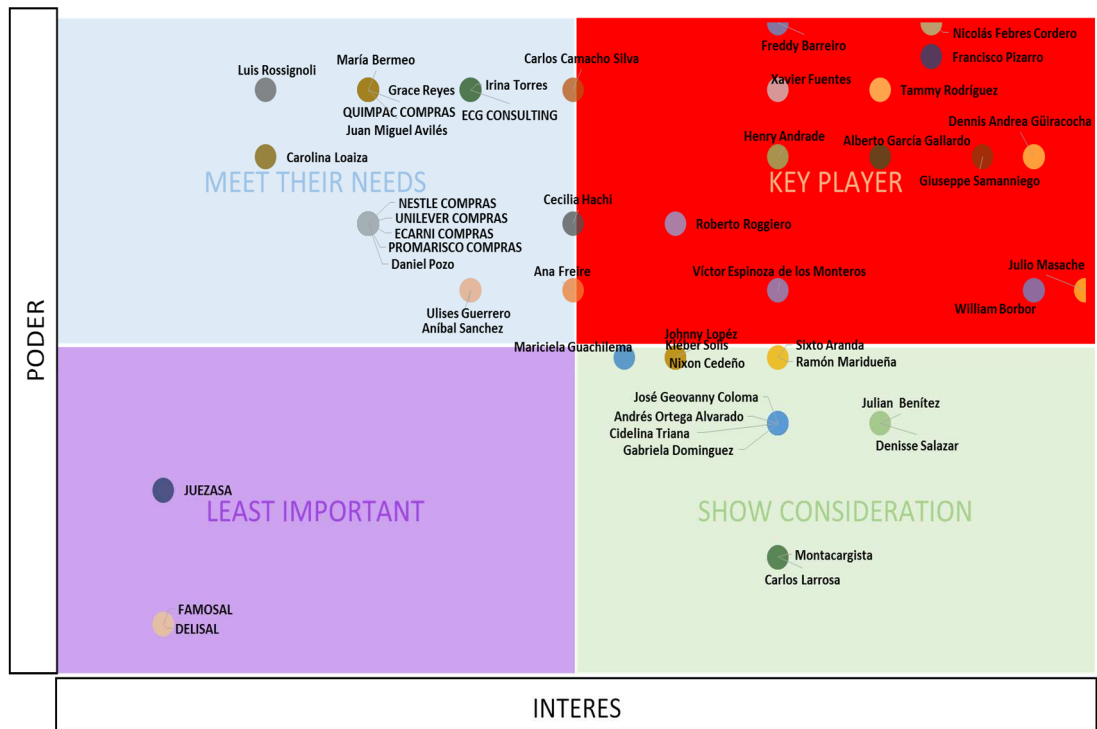 PODER
Freddy Barreiro
Nicolás Febres Cordero
Francisco Pizarro
Carlos Camacho Silva
María Bermeo
Luis Rossignoli
Grace Reyes
Irina Torres
Xavier Fuentes
Tammy Rodríguez
QUIMPAC COMPRAS
ECG CONSULTING
Juan Miguel Avilés
Dennis Andrea Güiracocha
Henry Andrade
Alberto García Gallardo
Carolina Loaiza
Giuseppe Samanniego
MEET THEIR NEEDS
KEY PLAYER
NESTLE COMPRAS
UNILEVER COMPRAS
ECARNI COMPRAS
PROMARISCO COMPRAS
Daniel Pozo
Cecilia Hachi
Roberto Roggiero
Ana Freire
Víctor Espinoza de los Monteros
Julio Masache
William Borbor
Ulises Guerrero
Aníbal Sanchez
Mariciela Guachilema
Johnny Lopéz
Kleber Solis
Nixon Cedeño
Sixto Aranda
Ramón Maridueña
José Geovanny Coloma
Andrés Ortega Alvarado
Cidelina Triana
Gabriela Dominguez
Julian Benítez
Denisse Salazar
JUEZASA
LEAST IMPORTANT
SHOW CONSIDERATION
Montacargista
Carlos Larrosa
FAMOSAL
DELISAL
INTERES